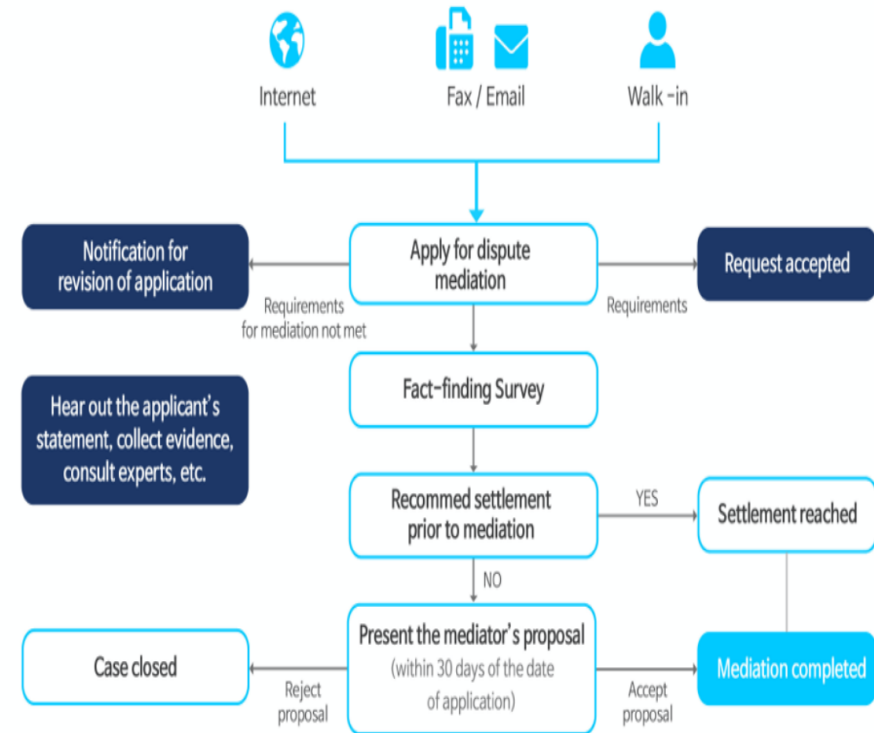 Internet
Fax / Email
Walk -in
Notification for
revision of application
Apply for dispute
mediation
Request accepted
Requirements
for mediation not met
Requirements
Hear out the applicant's
statement, collect evidence,
consult experts, etc.
Fact-finding Survey
Recommed settlement
prior to mediation
YES
Settlement reached
NO
Case closed
Present the mediator's proposal
(within 30 days of the date
of application)
Mediation completed
Reject
proposal
Accept
proposal